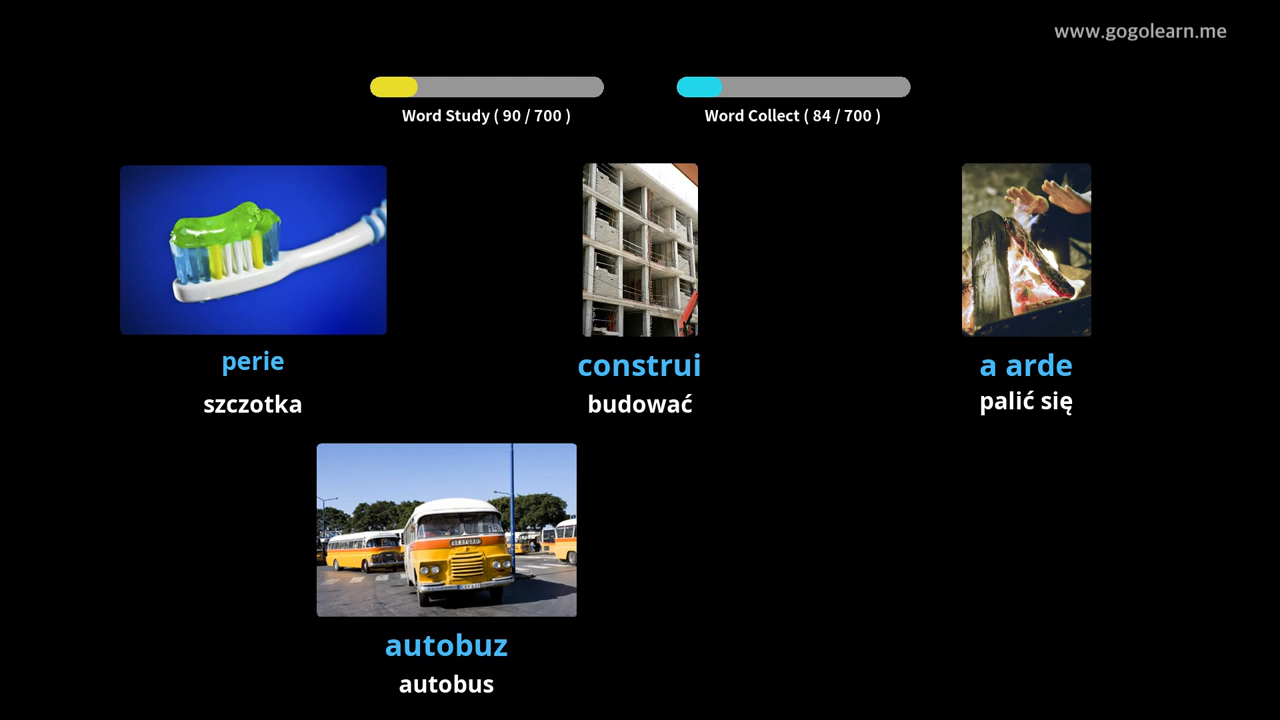 www.gogolearn.me
Word Study ( 90 / 700 )
Word Collect ( 84 / 700 )
perie
szczotka
construi
budować
a arde
palić się
BEDFORD
autobuz
autobus